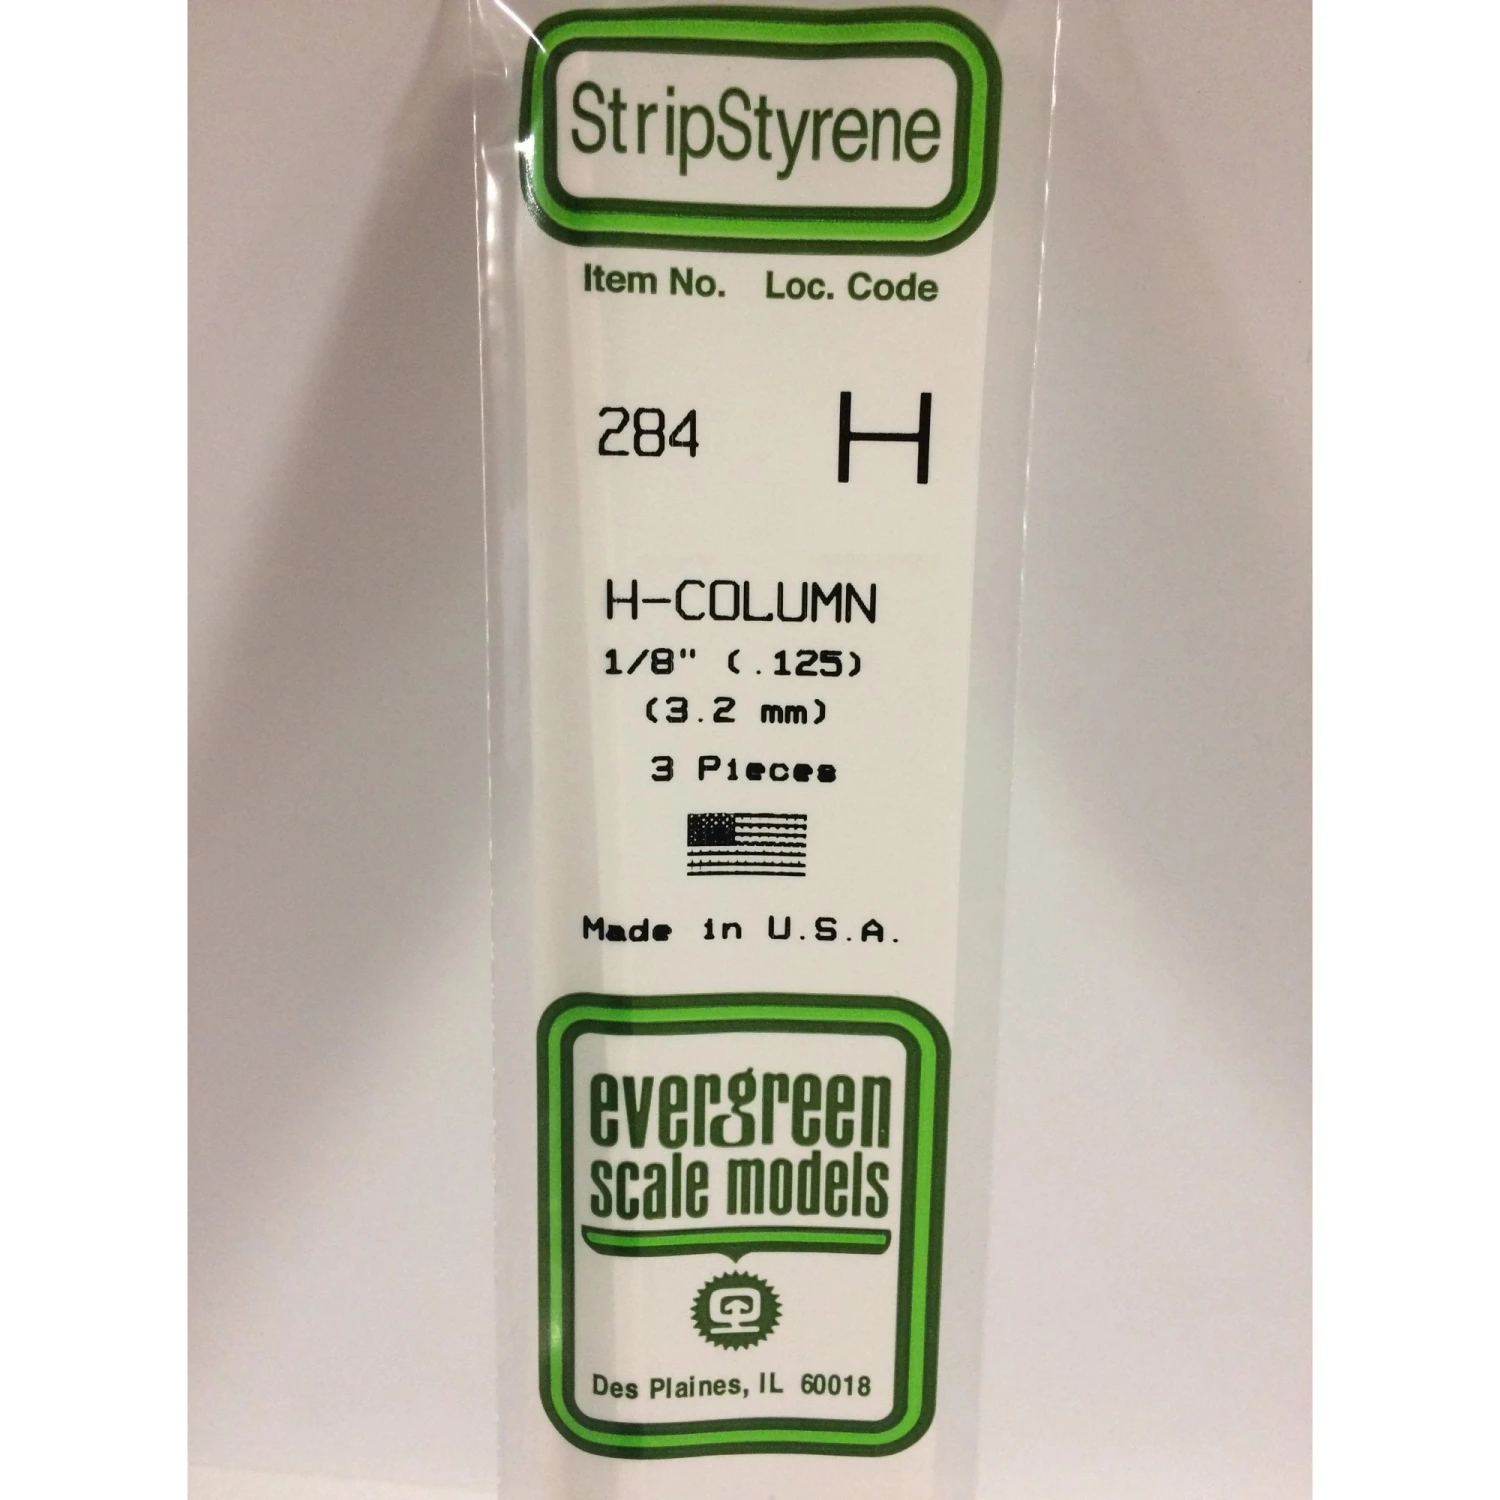 StripStyrene
Item No. Loc. Code
284 H
H-COLUMN
1/8" (.125)
(3.2 mm)
3 Pieces
Made in U.S.A.
evergreen
scale models
Des Plaines, IL 60018